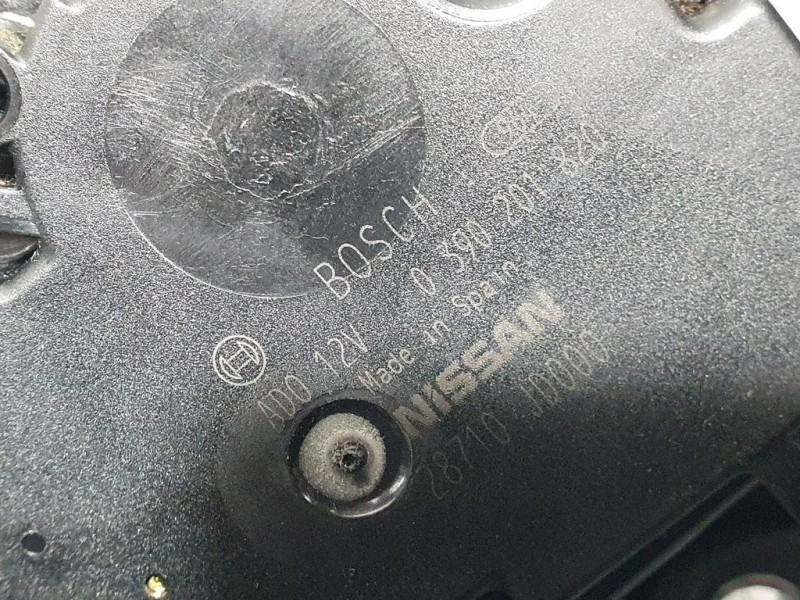 BOSCH 0 390 201 820
ADO 12V Made in Spain
NISSAN
28710 JD000